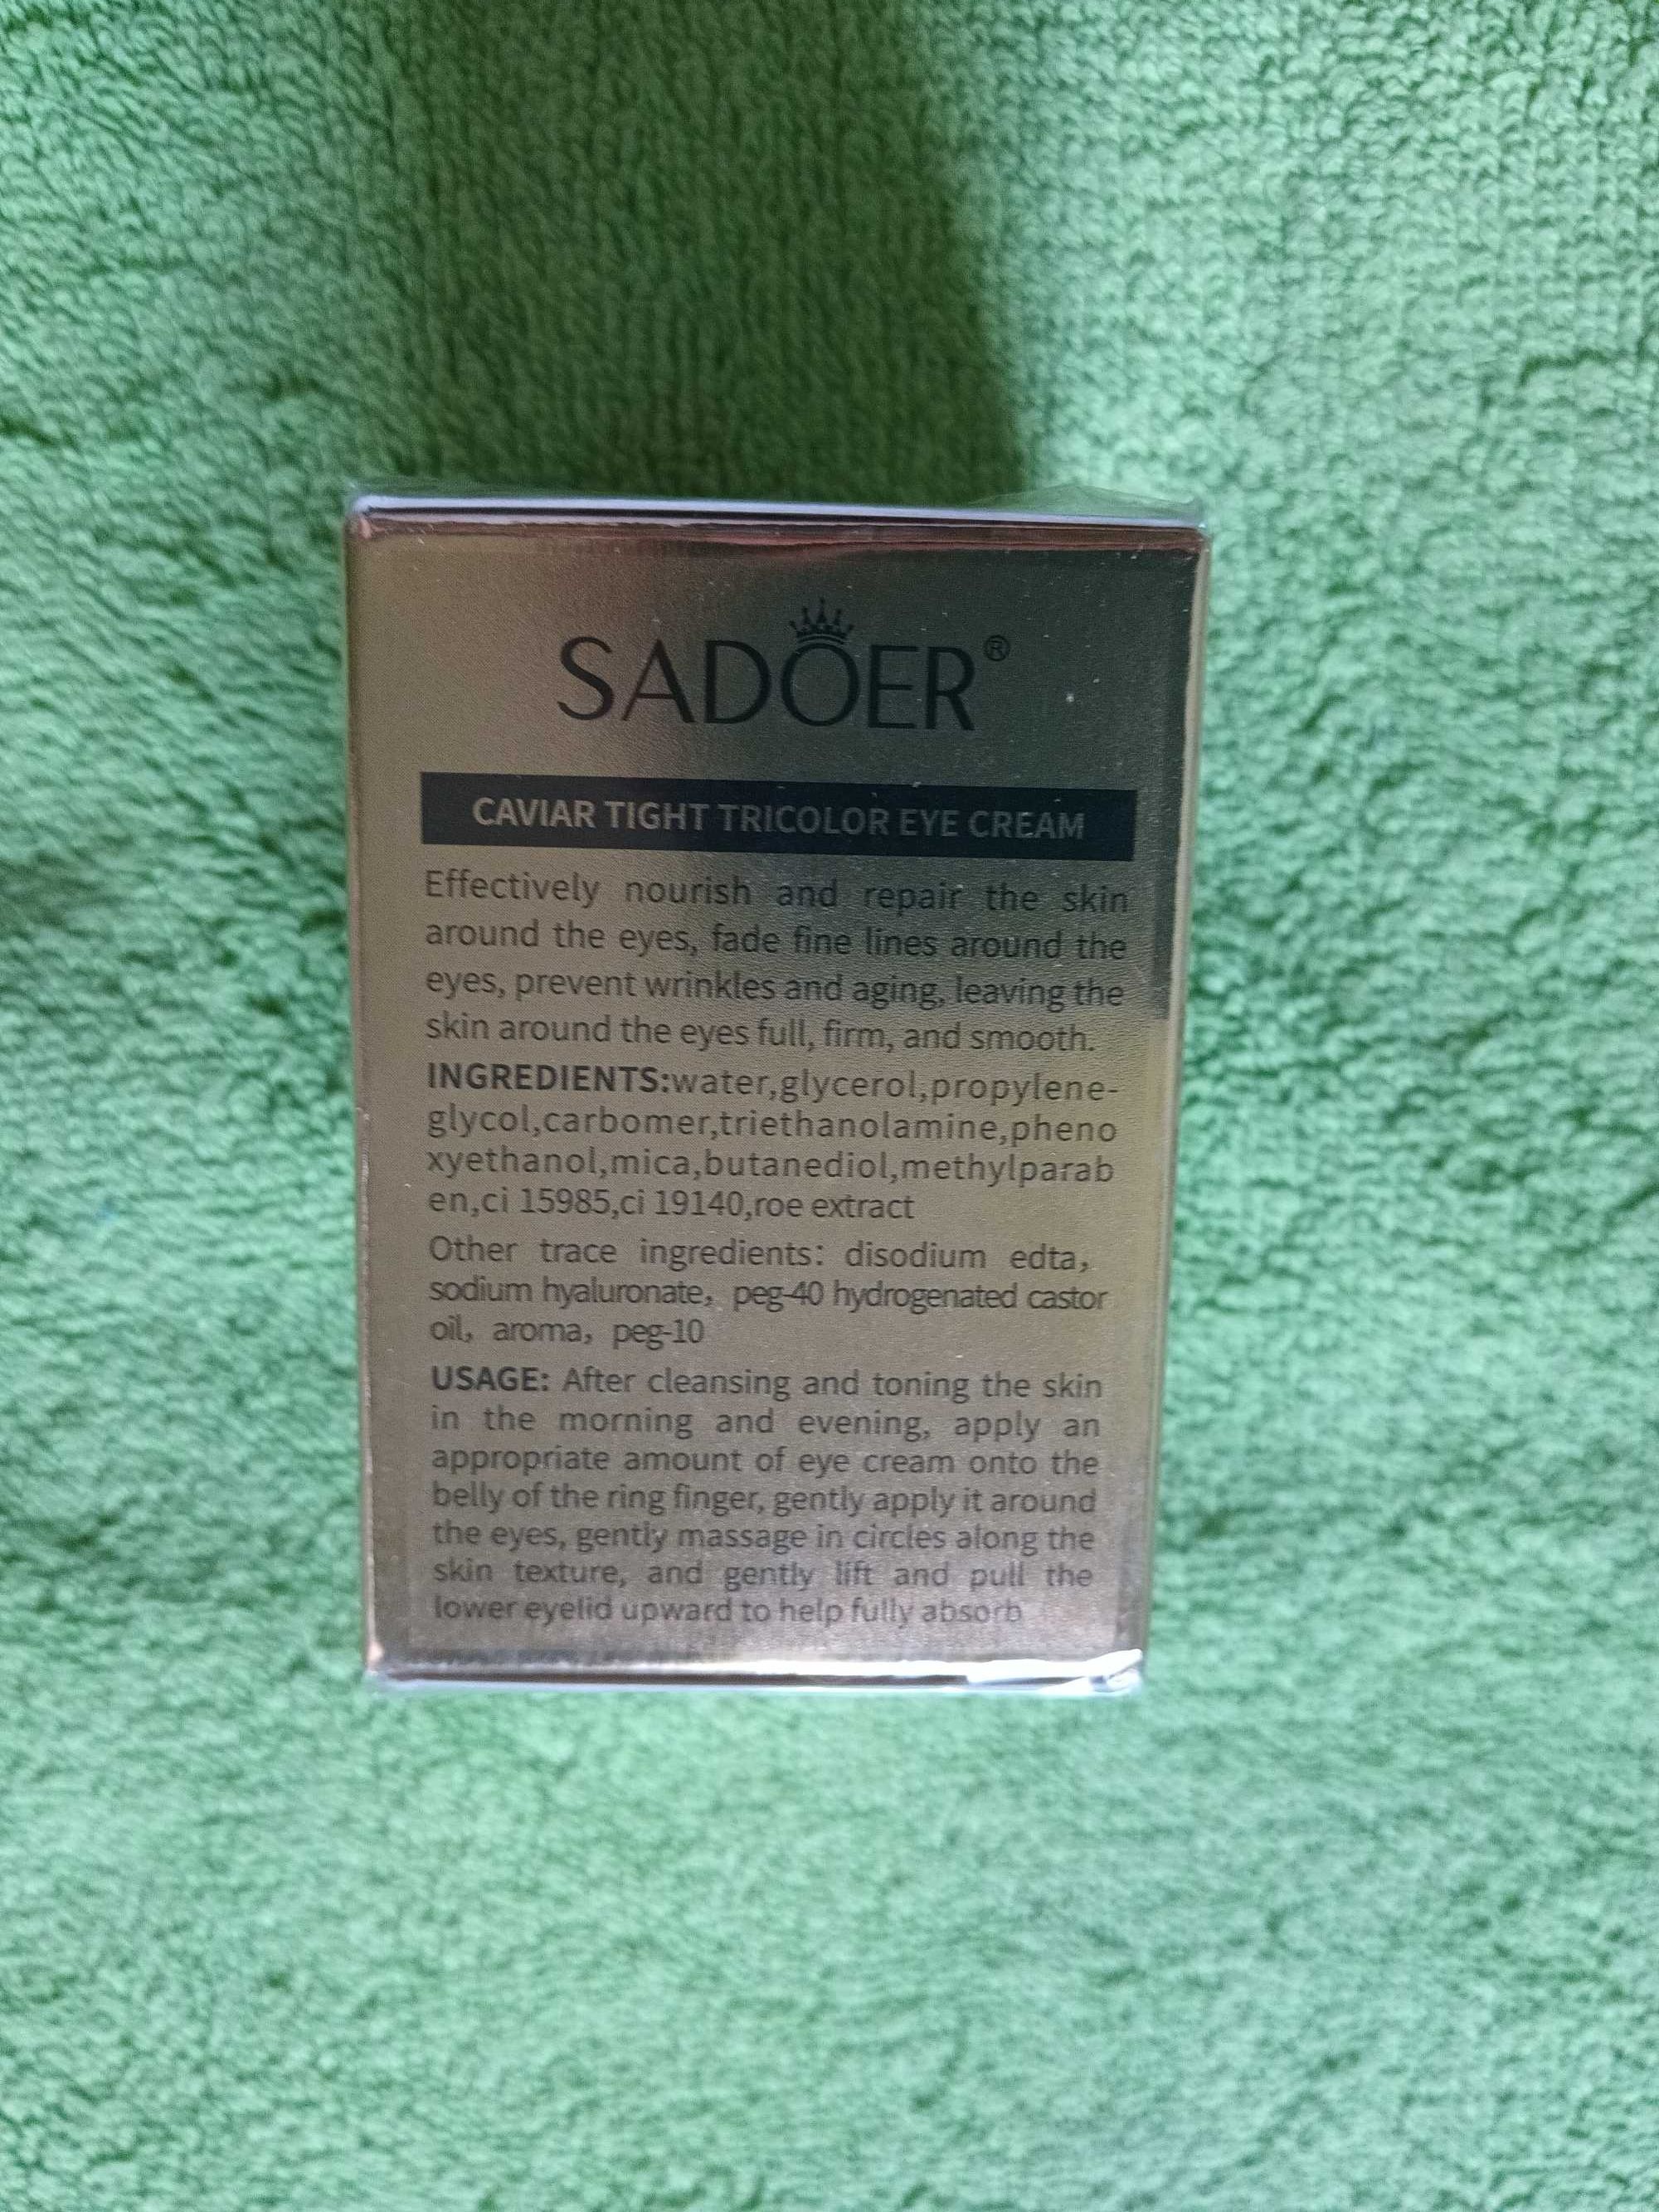 SADOER®
CAVIAR TIGHT TRICOLOR EYE CREAM
Effectively nourish and repair the skin
around the eyes, fade fine lines around the
eyes, prevent wrinkles and aging, leaving the
skin around the eyes full, firm, and smooth.
INGREDIENTS:water,glycerol,propylene-
glycol,carbomer,triethanolamine,pheno
xyethanol,mica,butanediol,methylparab
en,ci 15985,ci 19140,roe extract
Other trace ingredients: disodium edta,
sodium hyaluronate, peg-40 hydrogenated castor
oil, aroma, peg-10
USAGE: After cleansing and toning the skin
in the morning and evening, apply an
appropriate amount of eye cream onto the
belly of the ring finger, gently apply it around
the eyes, gently massage in circles along the
skin texture, and gently lift and pull the
lower eyelid upward to help fully absorb